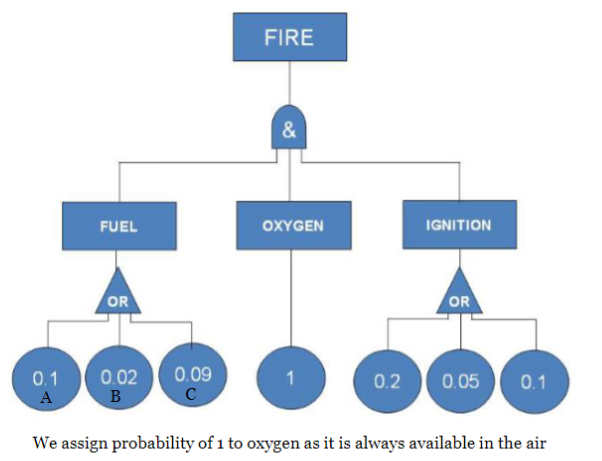 FIRE
&
FUEL
OXYGEN
IGNITION
OR
OR
0.1
0.02
0.09
1
0.2
0.05
0.1
A
B
C
We assign probability of 1 to oxygen as it is always available in the air